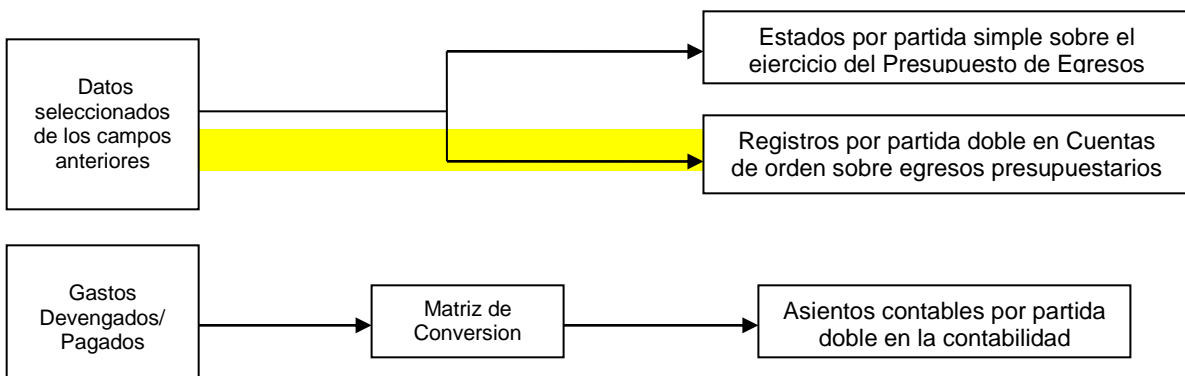 Datos
seleccionados
de los campos
anteriores
Estados por partida simple sobre el
ejercicio del Presupuesto de Egresos
Registros por partida doble en Cuentas
de orden sobre egresos presupuestarios
Gastos
Devengados/
Pagados
Matriz de
Conversion
Asientos contables por partida
doble en la contabilidad